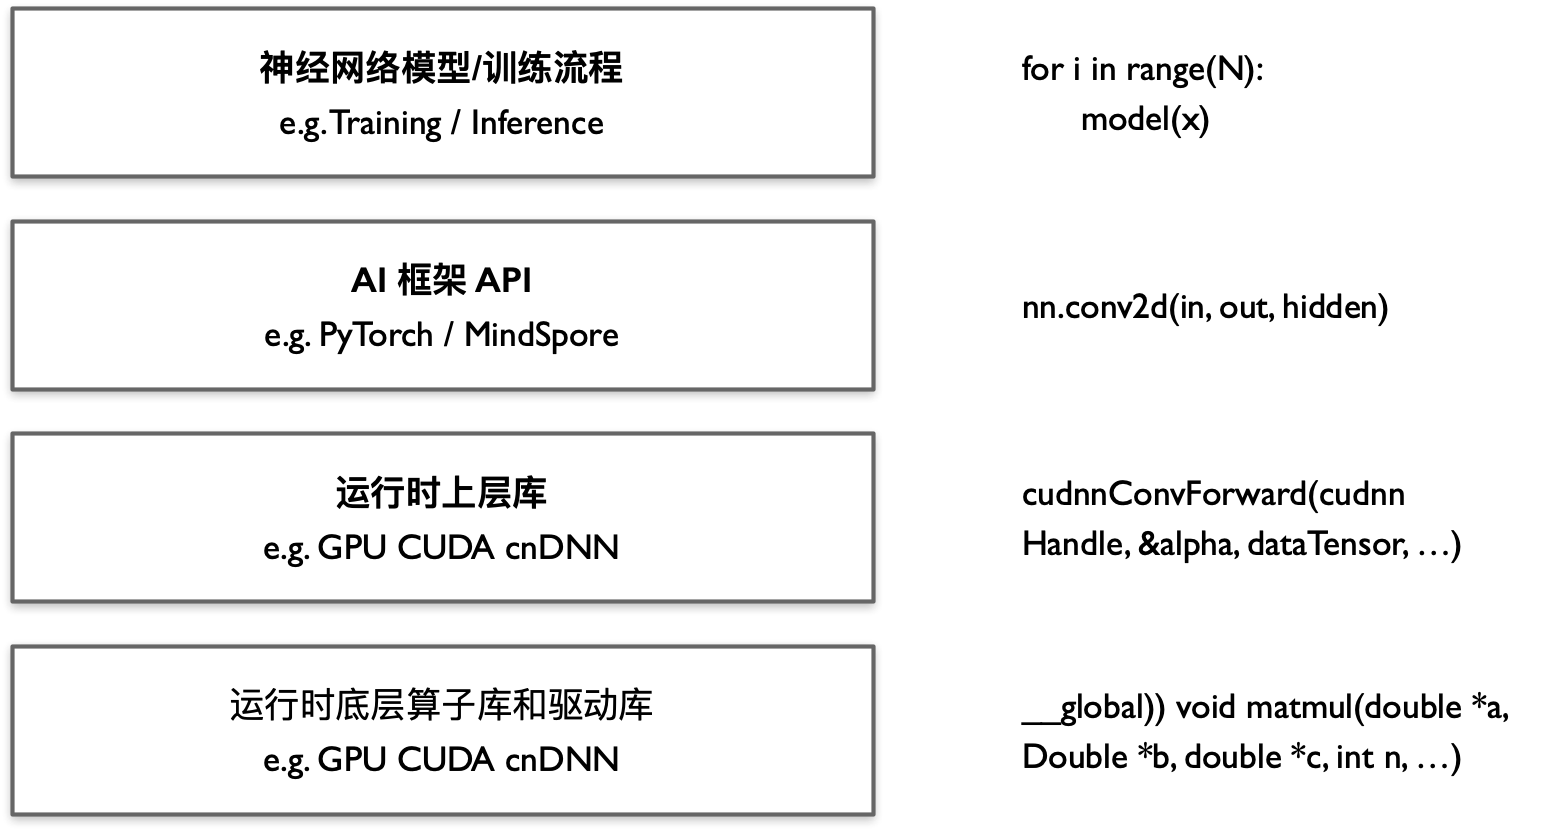 神经网络模型/训练流程
e.g. Training / Inference
for i in range(N):
model(x)
AI 框架 API
e.g. PyTorch / MindSpore
nn.conv2d(in, out, hidden)
运行时上层库
e.g. GPU CUDA cnDNN
cudnnConvForward(cudnn
Handle, &alpha, dataTensor, …)
运行时底层算子库和驱动库
e.g. GPU CUDA cnDNN
__global)) void matmul(double *a,
Double *b, double *c, int n, …)